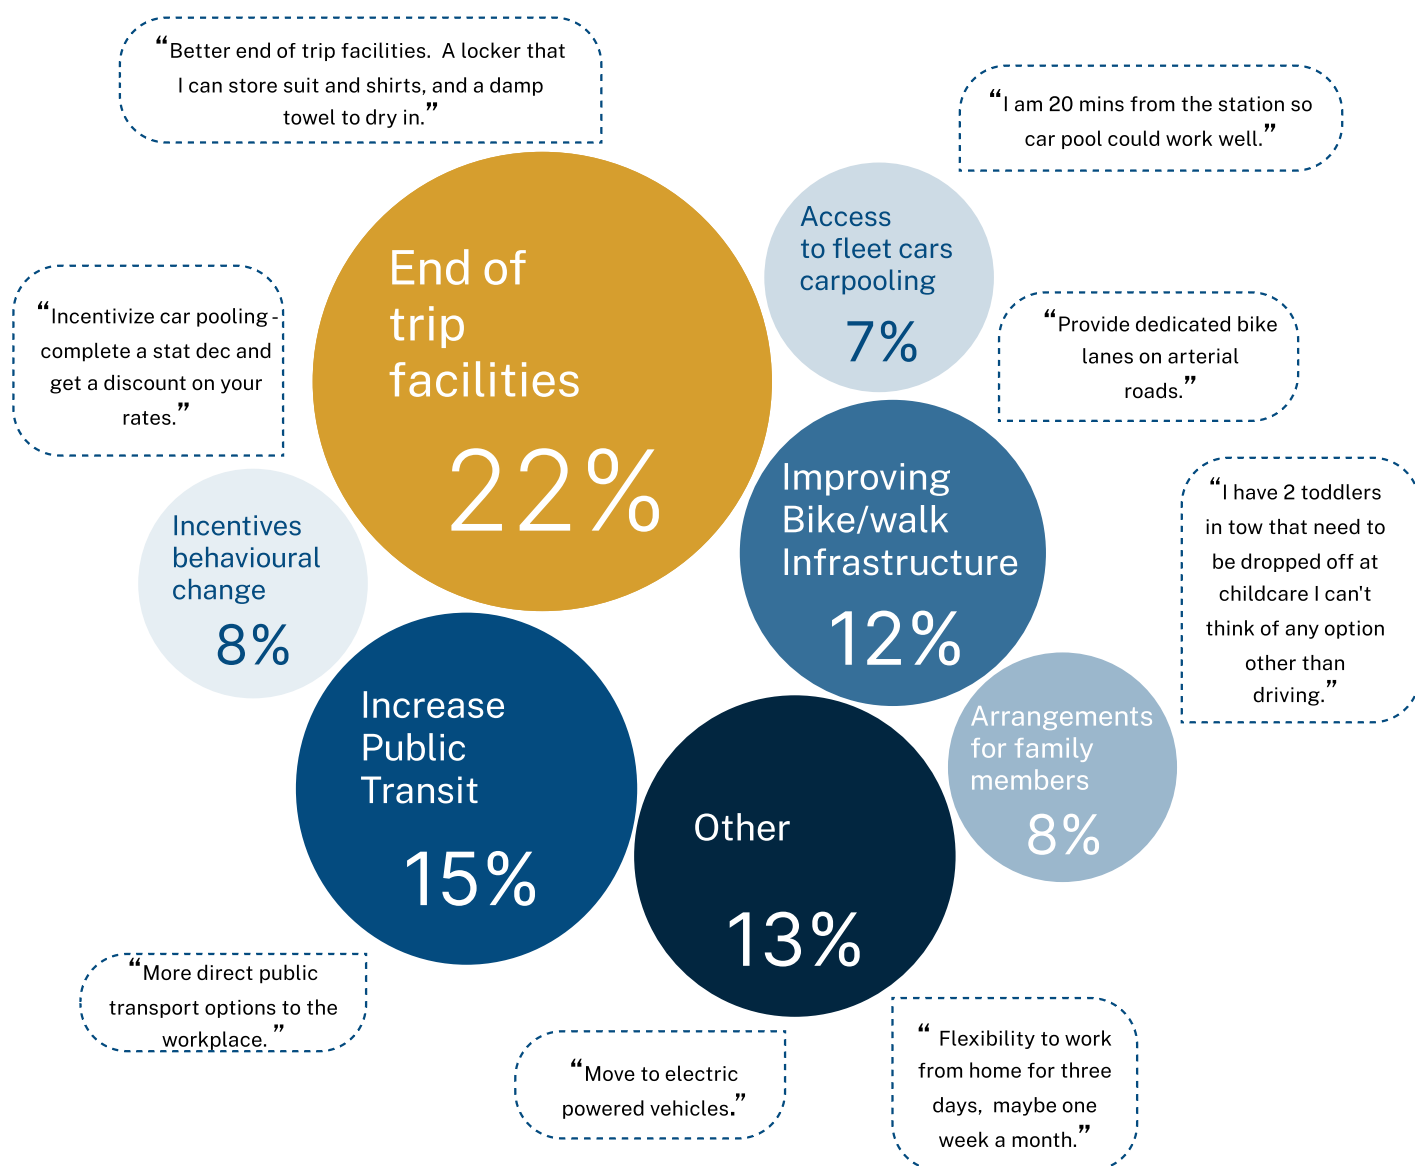 “Better end of trip facilities.  A locker that
I can store suit and shirts, and a damp
towel to dry in.”
“I am 20 mins from the station so
car pool could work well.”
Access
to fleet cars
carpooling
7%
End of
trip
facilities
22%
“Incentivize car pooling -
complete a stat dec and
get a discount on your
rates.”
“Provide dedicated bike
lanes on arterial
roads.”
Improving
Bike/walk
Infrastructure
12%
“I have 2 toddlers
in tow that need to
be dropped off at
childcare I can't
think of any option
other than
driving.”
Incentives
behavioural
change
8%
Increase
Public
Transit
15%
Arrangements
for family
members
8%
Other
13%
“More direct public
transport options to the
workplace. ”
“Move to electric
powered vehicles.”
“ Flexibility to work
from home for three
days,  maybe one
week a month.”